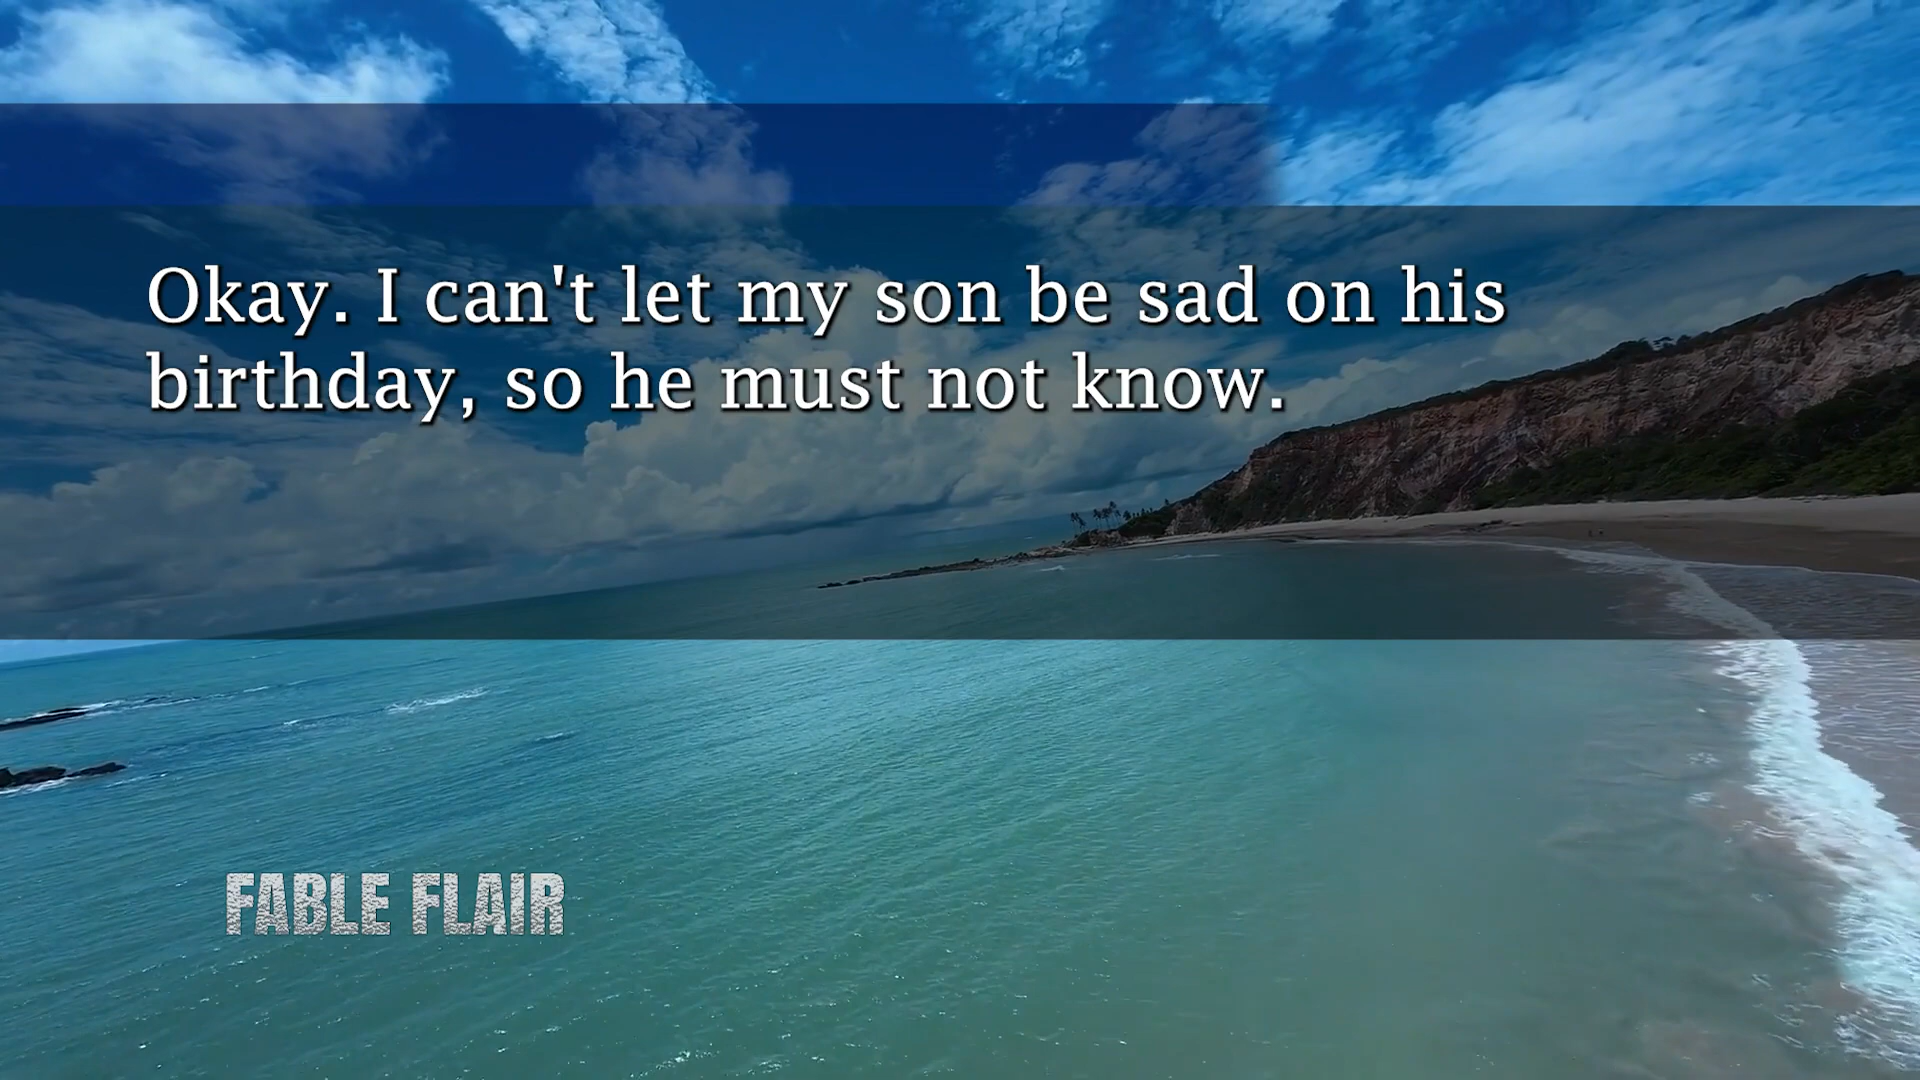 Okay. I can't let my son be sad on his
birthday, so he must not know.
FABLE FLAIR